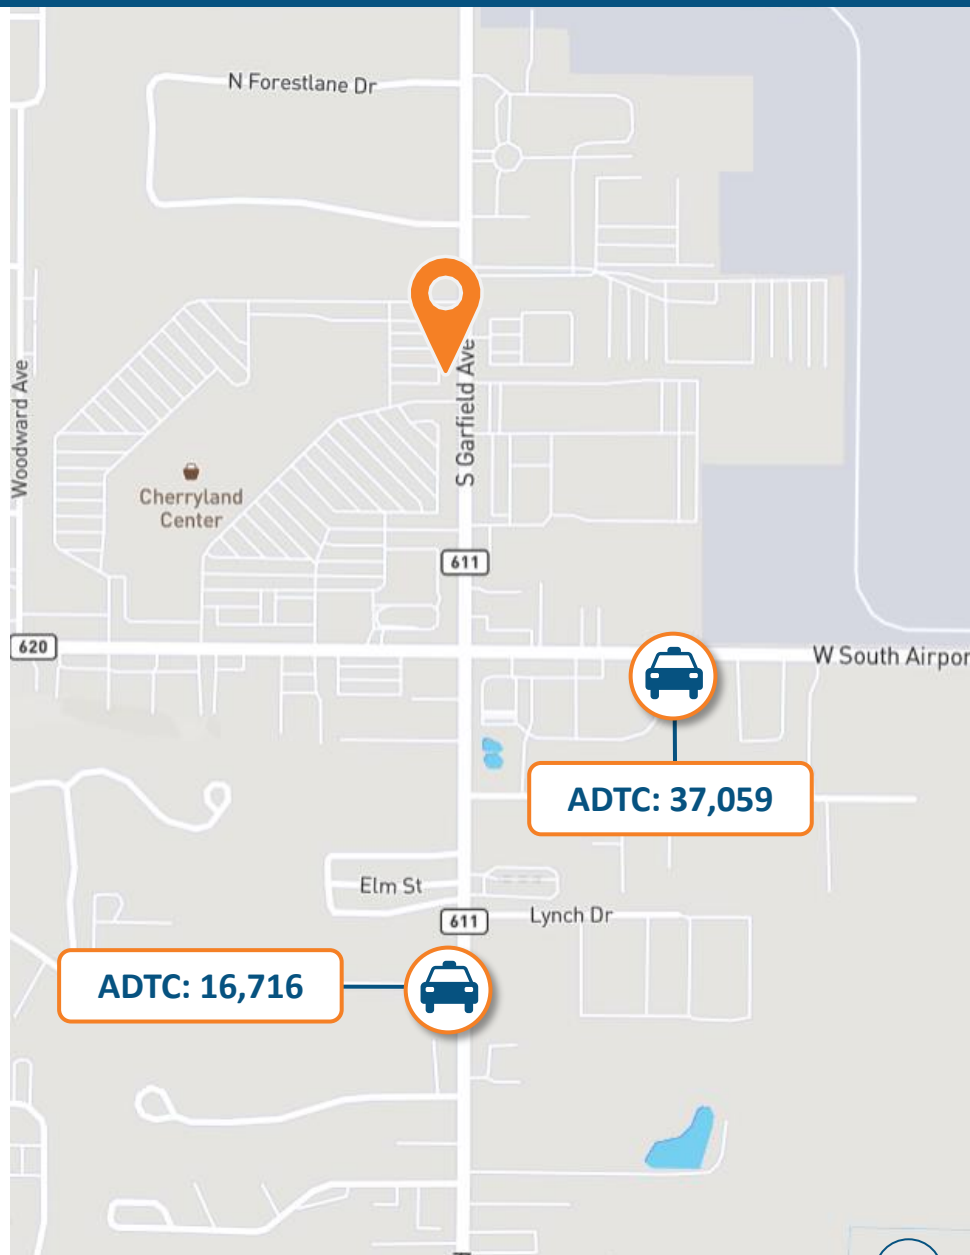 N Forestlane Dr
Woodward Ave
S Garfield Ave
Cherryland
Center
611
620
W South Airpor
ADTC: 37,059
Elm St
611
Lynch Dr
ADTC: 16,716